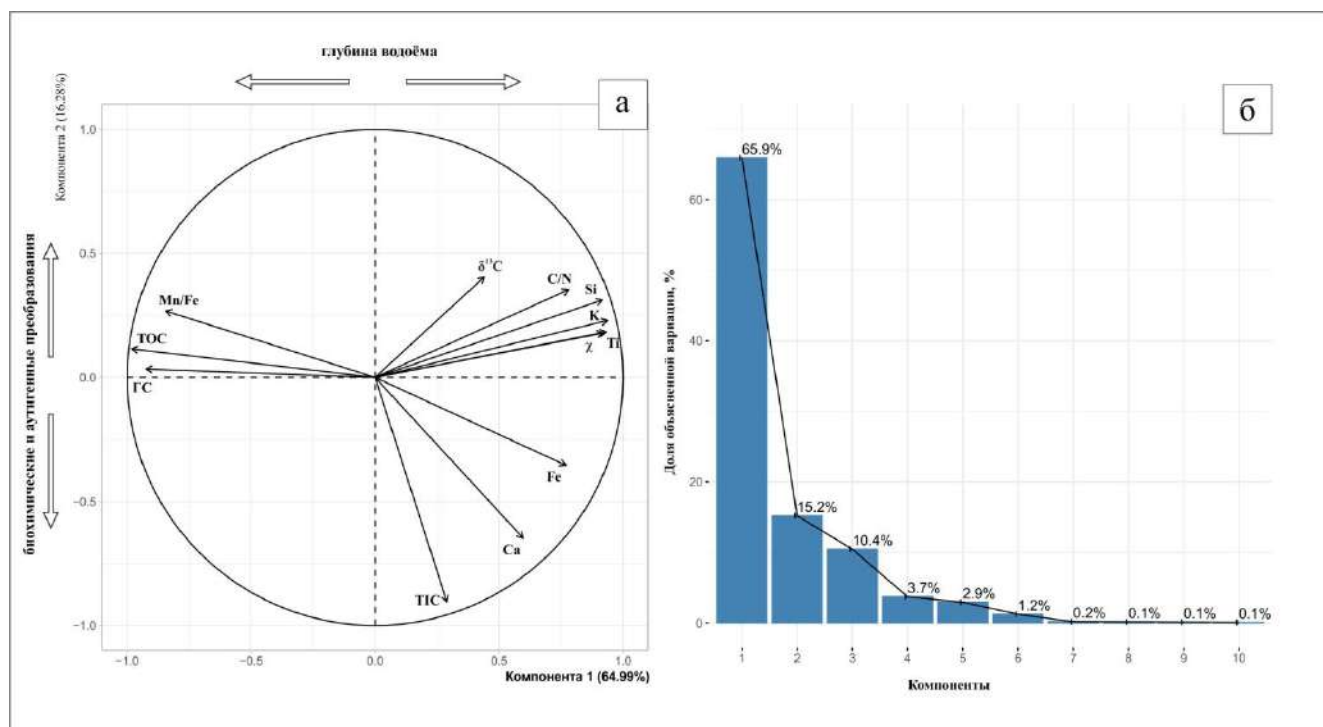 глубина водоёма
а
Компонента 2 (16.28%)
биохимические и аутигенные преобразования
1.0
0.5
0.0
−0.5
−1.0
δ¹³C
C/N
Si
K
Ti
χ
Mn/Fe
TOC
ГС
Fe
Ca
TIC
−1.0
−0.5
0.0
0.5
1.0
Компонента 1 (64.99%)
б
Доля объясненной вариации, %
60
40
20
0
65.9%
15.2%
10.4%
3.7%
2.9%
1.2%
0.2%
0.1%
0.1%
0.1%
1
2
3
4
5
6
7
8
9
10
Компоненты